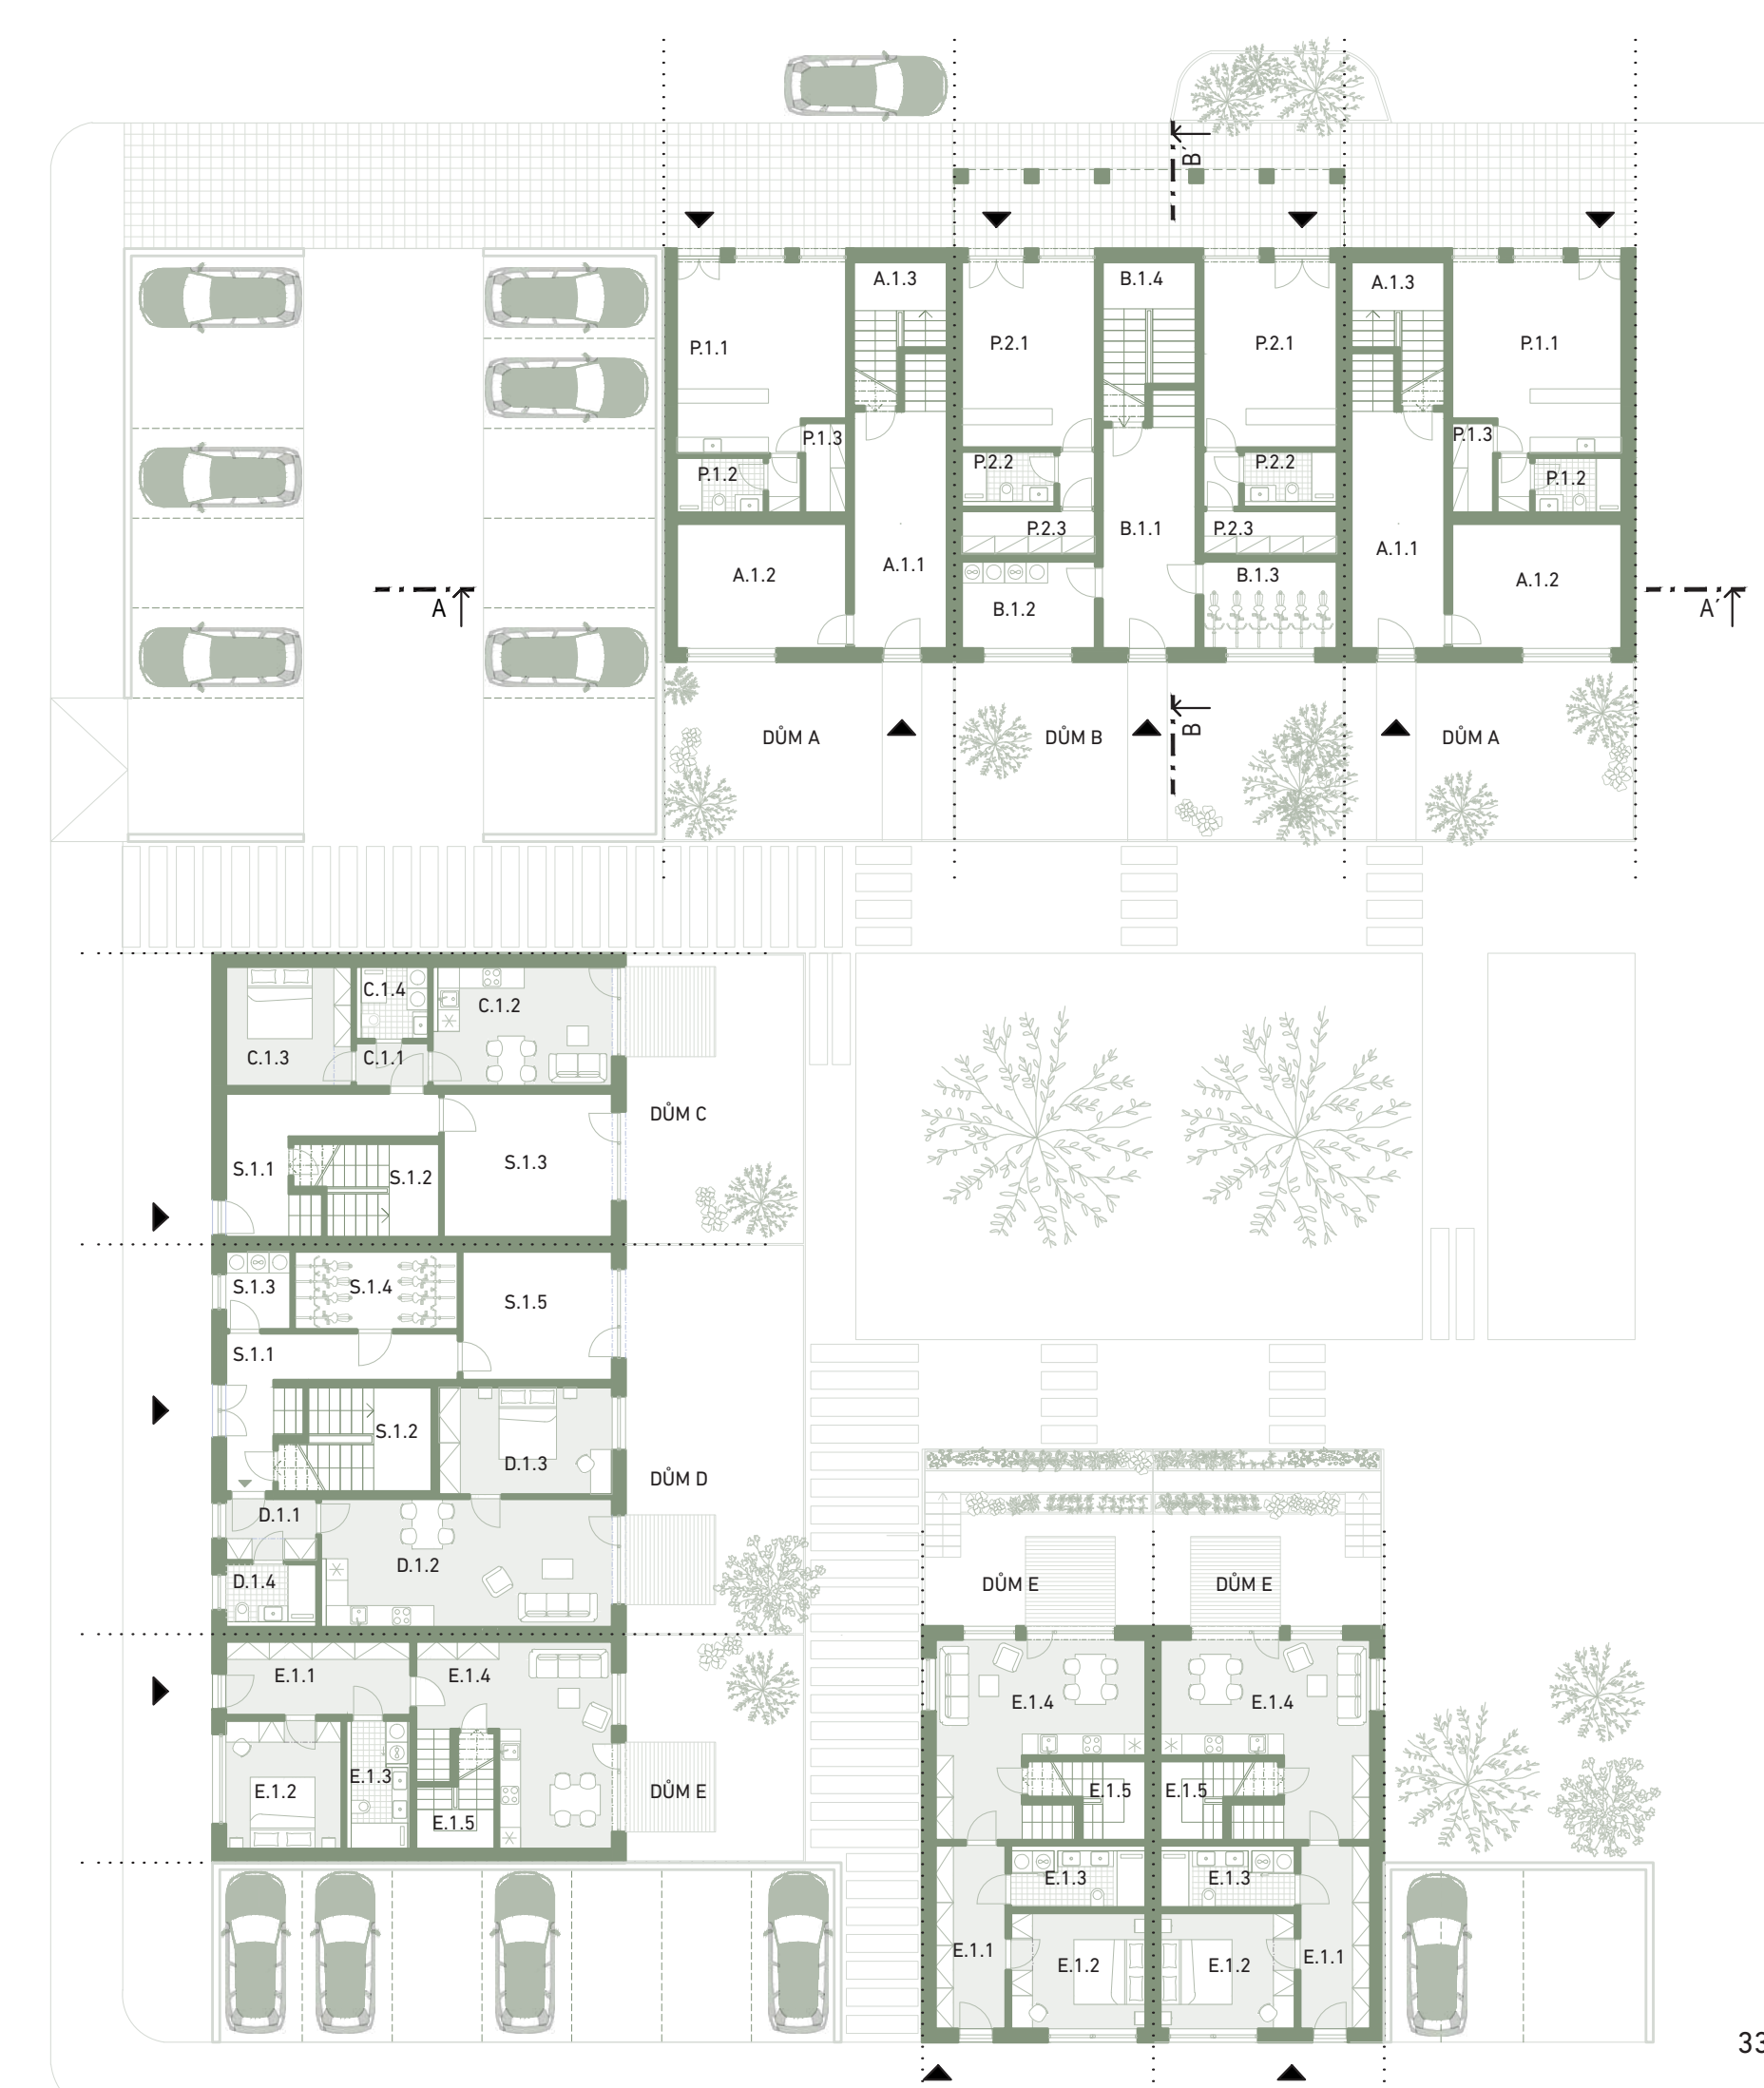 B´
A.1.3
B.1.4
A.1.3
P.1.1
P.2.1
P.2.1
P.1.1
P.1.3
P.1.3
P.1.2
P.2.2
P.2.2
P.1.2
P.2.3
B.1.1
P.2.3
A.1.2
A.1.1
A.1.1
A.1.2
B.1.3
B.1.2
A
A´
DŮM A
DŮM B
B
DŮM A
C.1.4
C.1.2
C.1.3
C.1.1
DŮM C
S.1.1
S.1.2
S.1.3
S.1.3
S.1.4
S.1.5
S.1.1
S.1.2
D.1.3
DŮM D
D.1.1
D.1.2
D.1.4
DŮM E
DŮM E
E.1.1
E.1.4
E.1.4
E.1.4
E.1.2
E.1.3
E.1.5
DŮM E
E.1.5
E.1.5
E.1.3
E.1.3
E.1.1
E.1.2
E.1.2
E.1.1
33